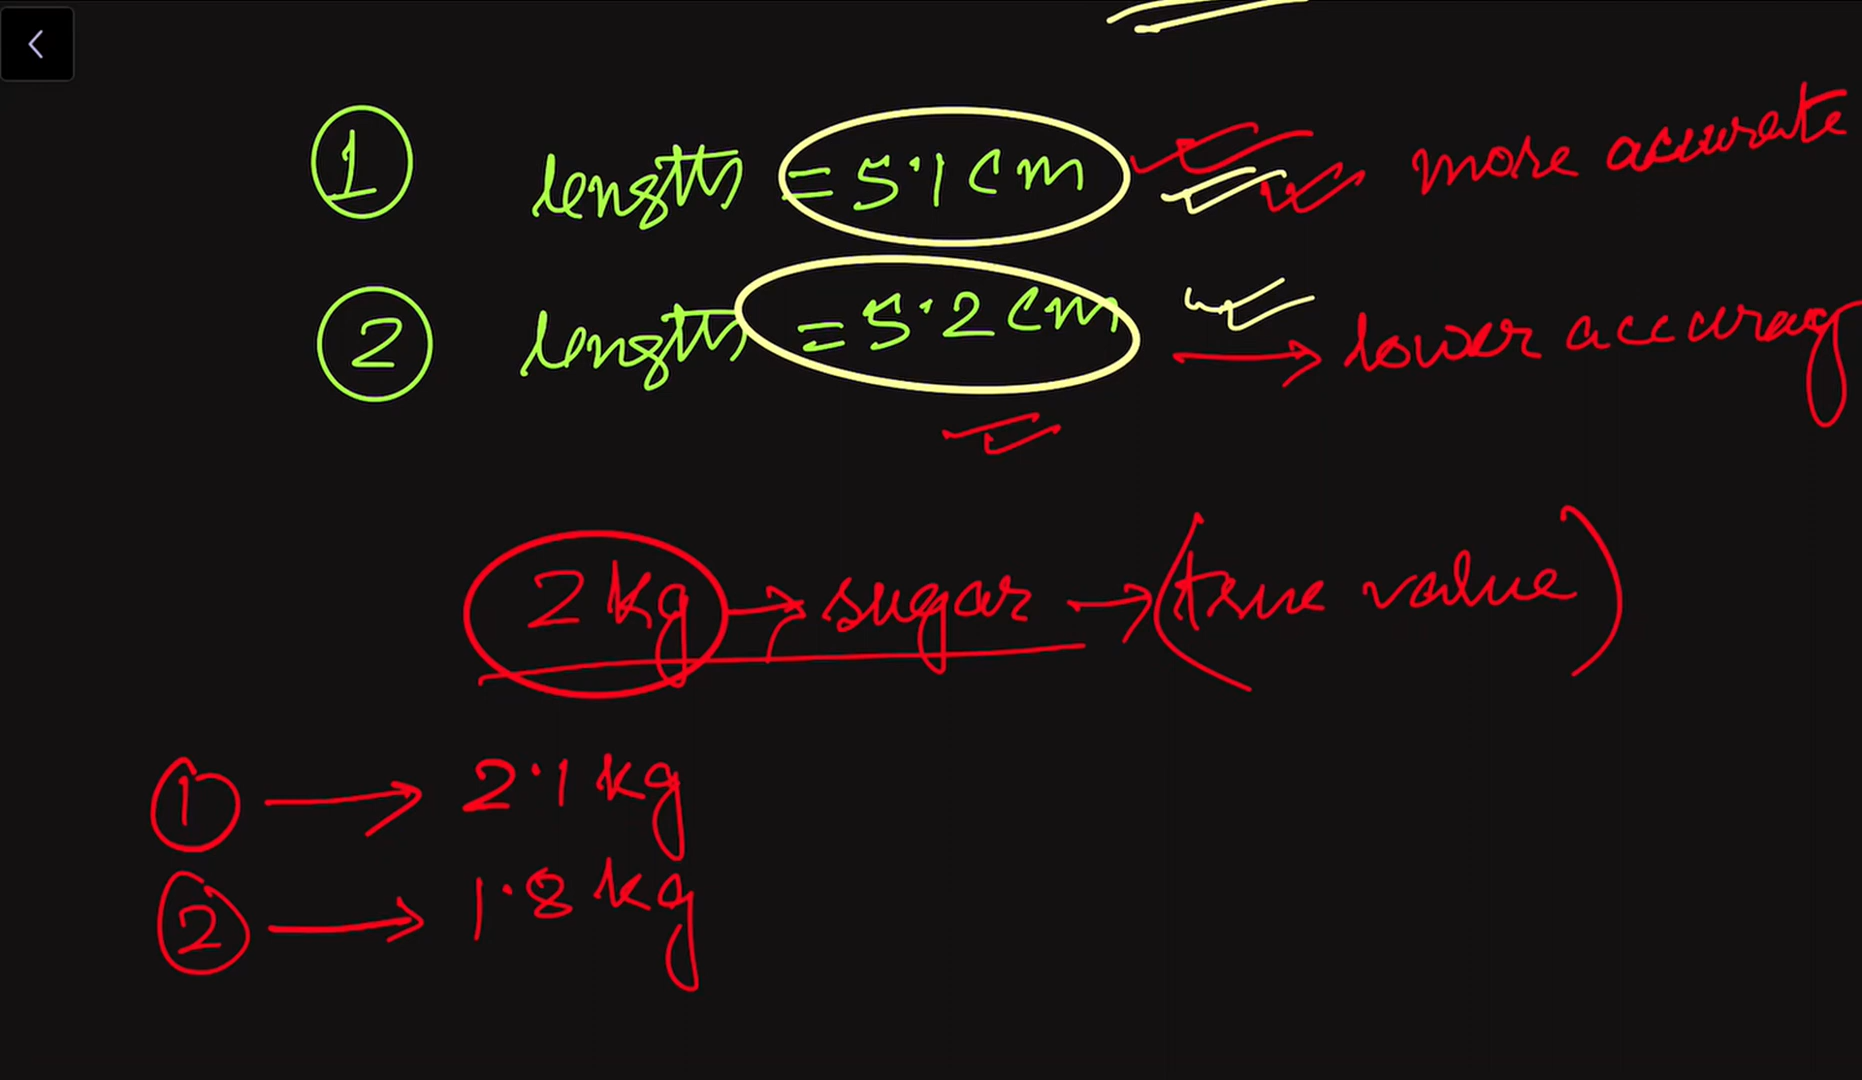 1 length = 5.1 cm more accurate
2 length = 5.2 cm → lower accuracy
2 kg → sugar → (true value)
1 → 2.1 kg
2 → 1.8 kg